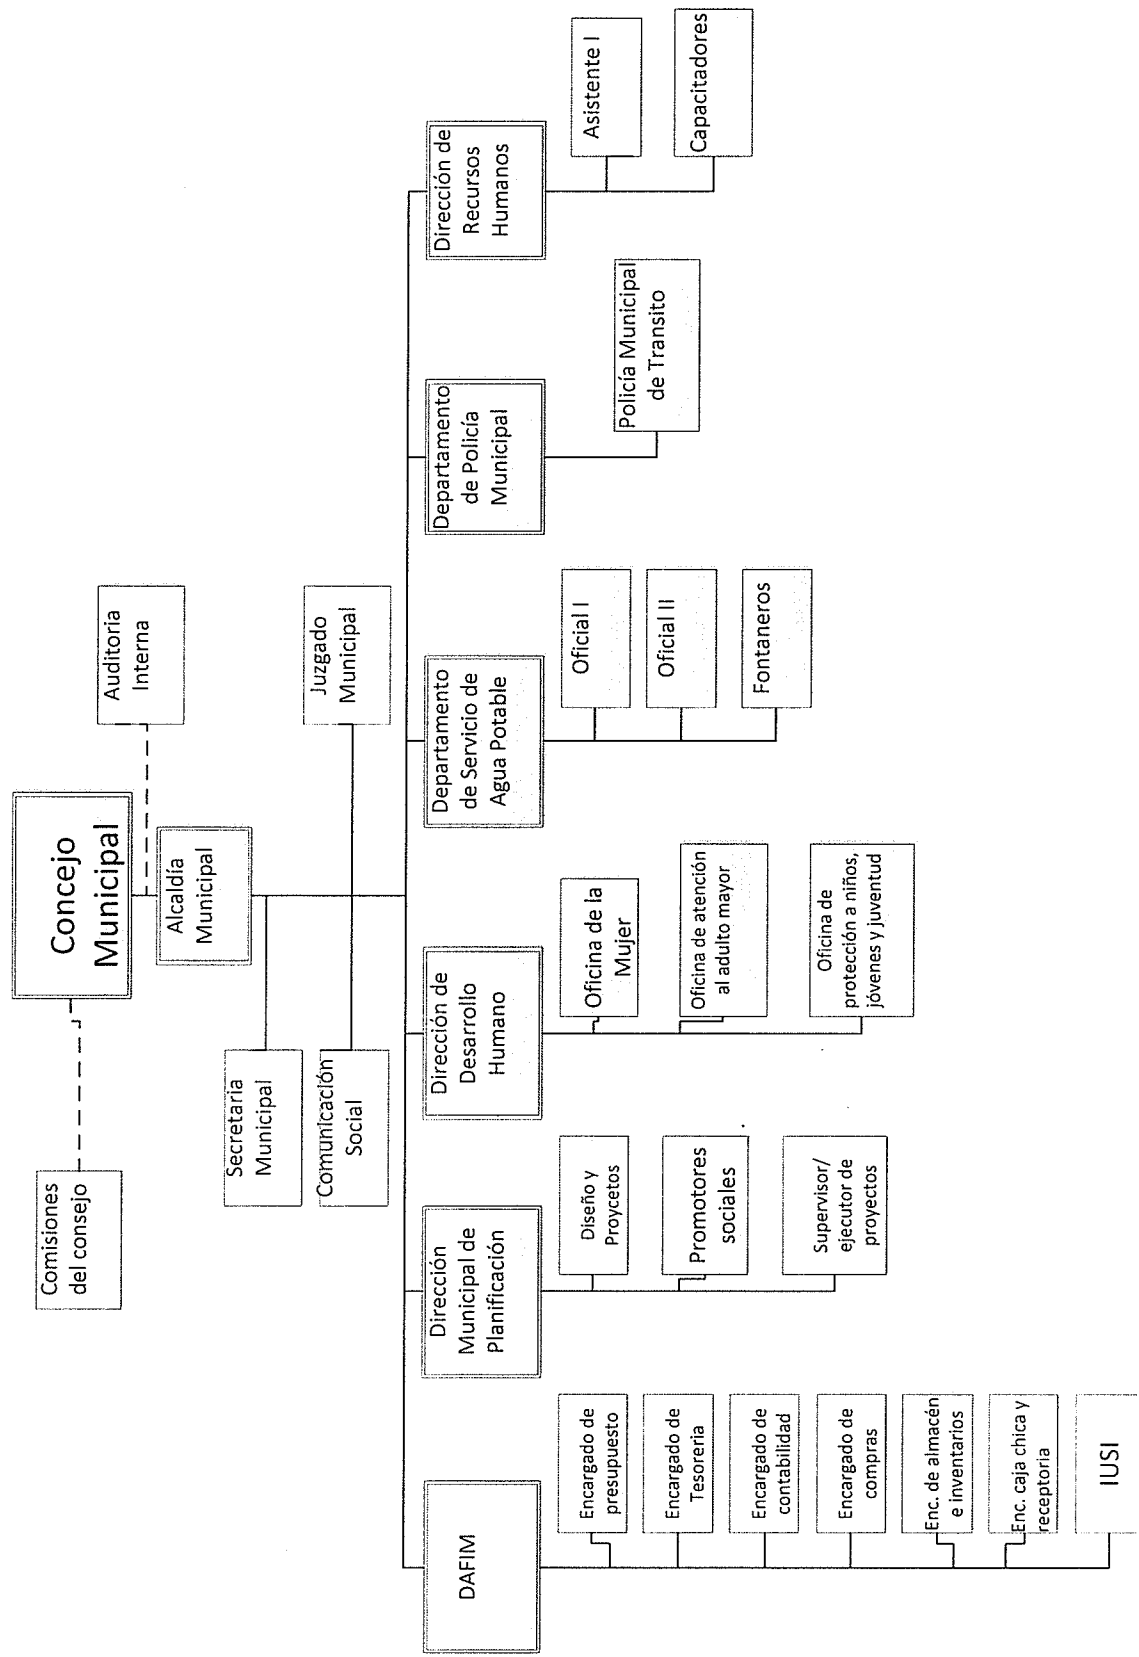 Concejo
Municipal
Comisiones
del consejo
Auditoria
Interna
Alcaldía
Municipal
Secretaria
Municipal
Comunicación
Social
Juzgado
Municipal
DAFIM
Encargado de
presupuesto
Encargado de
Tesoreria
Encargado de
contabilidad
Encargado de
compras
Enc. de almacén
e inventarios
Enc. caja chica y
receptoria
IUSI
Dirección
Municipal de
Planificación
Diseño y
Proycetos
Promotores
sociales
Supervisor/
ejecutor de
proyectos
Dirección de
Desarrollo
Humano
Oficina de la
Mujer
Oficina de atención
al adulto mayor
Oficina de
protección a niños,
jóvenes y juventud
Departamento
de Servicio de
Agua Potable
Oficial I
Oficial II
Fontaneros
Departamento
de Policía
Municipal
Policía Municipal
de Transito
Dirección de
Recursos
Humanos
Asistente I
Capacitadores